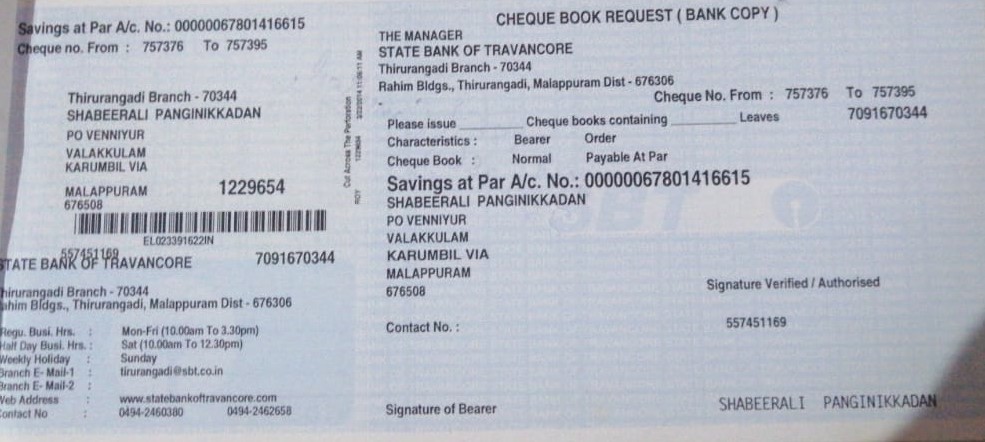 Savings at Par A/c. No.: 00000067801416615
Cheque no. From : 757376 To 757395
Thirurangadi Branch - 70344
SHABEERALI PANGINIKKADAN
PO VENNIYUR
VALAKKULAM
KARUMBIL VIA
MALAPPURAM 1229654
676508
EL023391622IN
557451169
STATE BANK OF TRAVANCORE 7091670344
hirurangadi Branch - 70344
ahim Bldgs., Thirurangadi, Malappuram Dist - 676306
Regu. Busi. Hrs. : Mon-Fri (10.00am To 3.30pm)
Half Day Busi. Hrs. : Sat (10.00am To 12.30pm)
Weekly Holiday : Sunday
Branch E- Mail-1 : tirurangadi@sbt.co.in
Branch E- Mail-2 :
Web Address : www.statebankoftravancore.com
Contact No : 0494-2460380 0494-2462658
Cut Across The Perforation
ROY 1229654
CHEQUE BOOK REQUEST ( BANK COPY )
THE MANAGER
STATE BANK OF TRAVANCORE
Thirurangadi Branch - 70344
Rahim Bldgs., Thirurangadi, Malappuram Dist - 676306
-
Cheque No. From : 757376 To 757395
Please issue ________ Cheque books containing ________ Leaves 7091670344
Characteristics : Bearer Order
Cheque Book : Normal Payable At Par
Savings at Par A/c. No.: 00000067801416615
SHABEERALI PANGINIKKADAN
PO VENNIYUR
VALAKKULAM
KARUMBIL VIA
MALAPPURAM
676508
SBT
Signature Verified / Authorised
Contact No. : 557451169
Signature of Bearer SHABEERALI PANGINIKKADAN